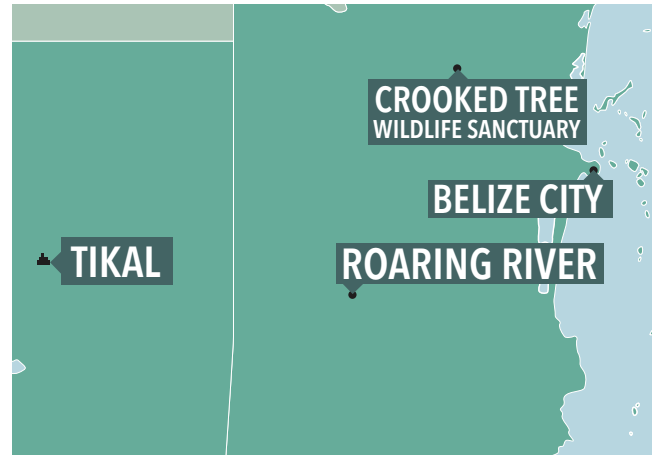 CROOKED TREE
WILDLIFE SANCTUARY
BELIZE CITY
TIKAL
ROARING RIVER